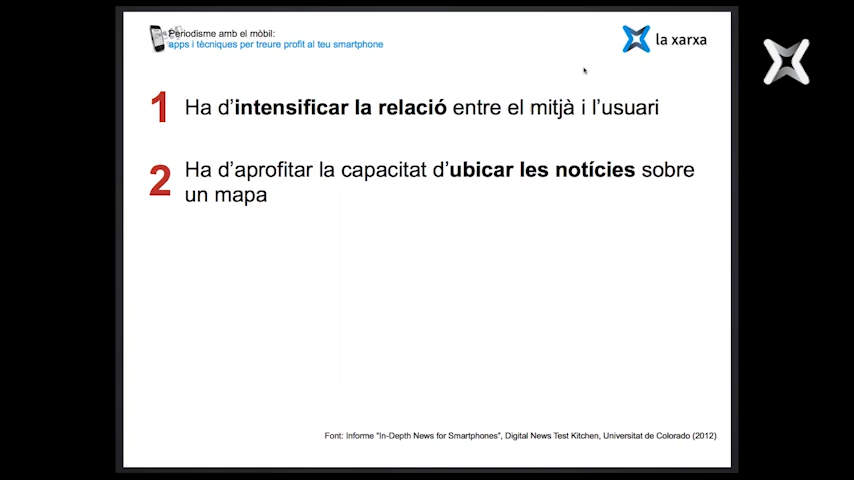 Periodisme amb el mòbil:
apps i tècniques per treure profit al teu smartphone
la xarxa
1 Ha d'intensificar la relació entre el mitjà i l'usuari
2 Ha d'aprofitar la capacitat d'ubicar les notícies sobre
un mapa
Font: Informe "In-Depth News for Smartphones", Digital News Test Kitchen, Universitat de Colorado (2012)